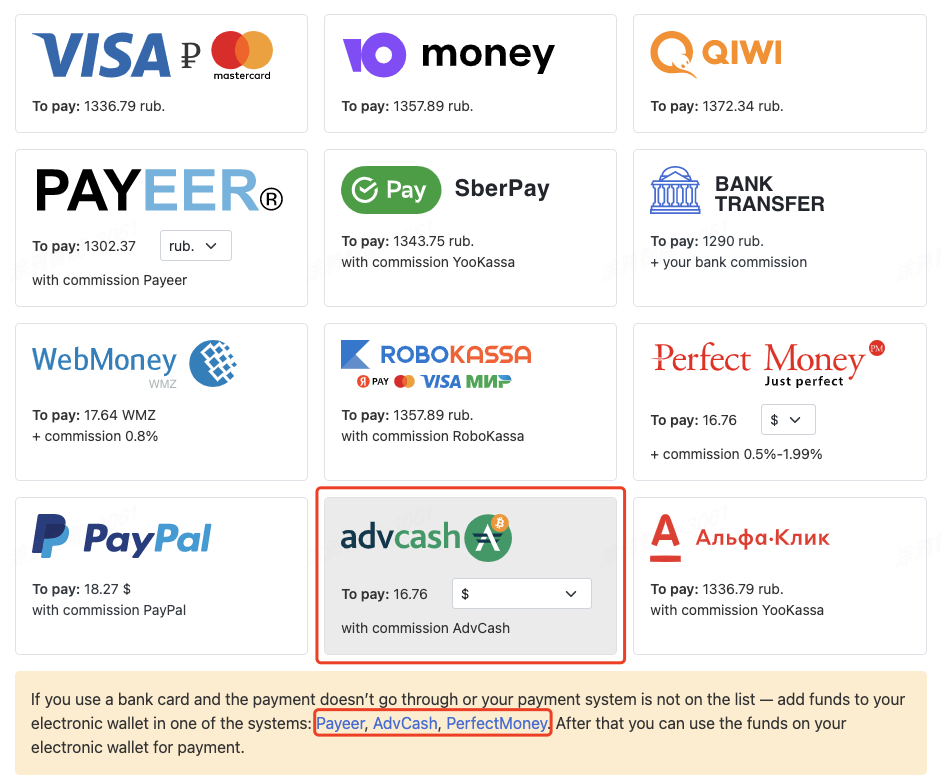 VISA ₽ mastercard
To pay: 1336.79 rub.
Ю money
To pay: 1357.89 rub.
QIWI
To pay: 1372.34 rub.
PAYEER®
To pay: 1302.37 rub.
with commission Payeer
Pay SberPay
To pay: 1343.75 rub.
with commission YooKassa
BANK
TRANSFER
To pay: 1290 rub.
+ your bank commission
WebMoney
WMZ
To pay: 17.64 WMZ
+ commission 0.8%
ROBOKASSA
Я PAY VISA МИР
To pay: 1357.89 rub.
with commission RoboKassa
Perfect Money PM
Just perfect
To pay: 16.76 $
+ commission 0.5%-1.99%
PayPal
To pay: 18.27 $
with commission PayPal
advcash
To pay: 16.76 $
with commission AdvCash
А Альфа·Клик
To pay: 1336.79 rub.
with commission YooKassa
If you use a bank card and the payment doesn't go through or your payment system is not on the list — add funds to your
electronic wallet in one of the systems: Payeer, AdvCash, PerfectMoney. After that you can use the funds on your
electronic wallet for payment.